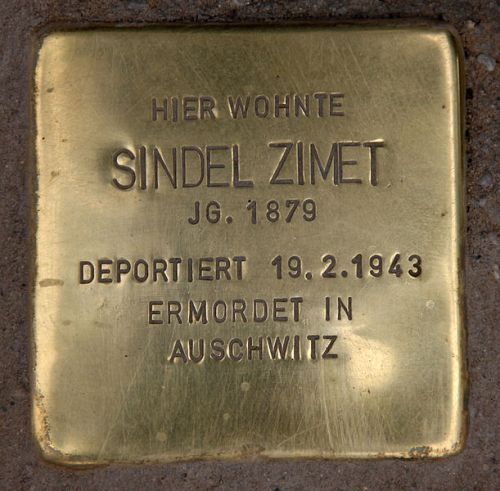 HIER WOHNTE
SINDEL ZIMET
JG. 1879
DEPORTIERT 19.2.1943
ERMORDET IN
AUSCHWITZ